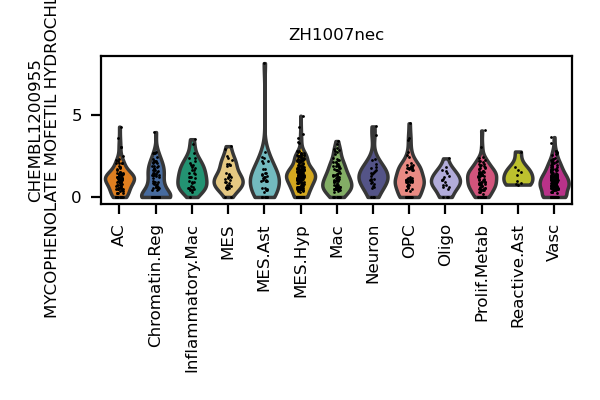 ZH1007nec
CHEMBL1200955
MYCOPHENOLATE MOFETIL HYDROCHL
5
0
AC
Chromatin.Reg
Inflammatory.Mac
MES
MES.Ast
MES.Hyp
Mac
Neuron
OPC
Oligo
Prolif.Metab
Reactive.Ast
Vasc